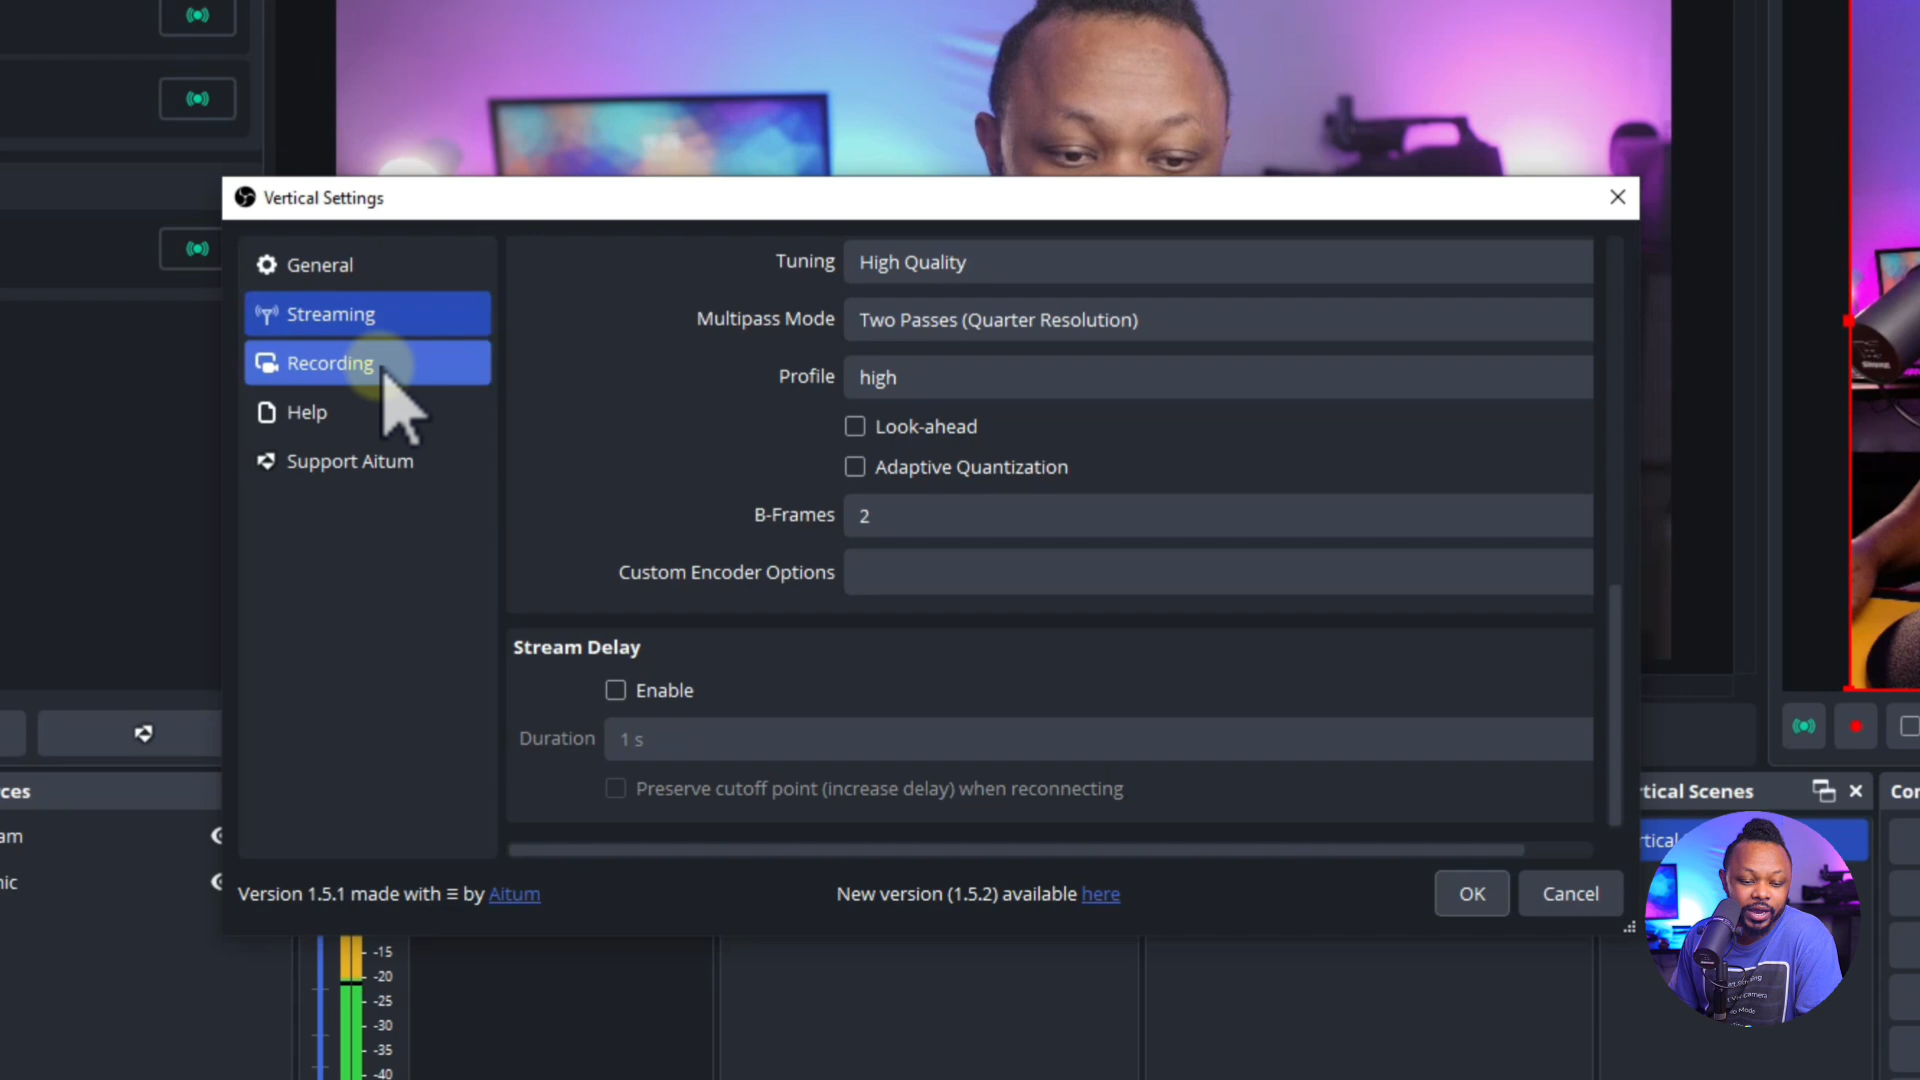 Vertical Settings
General
Streaming
Recording
Help
Support Aitum
Tuning High Quality
Multipass Mode Two Passes (Quarter Resolution)
Profile high
Look-ahead
Adaptive Quantization
B-Frames 2
Custom Encoder Options
Stream Delay
Enable
Duration 1 s
Preserve cutoff point (increase delay) when reconnecting
Version 1.5.1 made with ☰ by Aitum
New version (1.5.2) available here
OK
Cancel
ces
am
ic
rtical Scenes
Con
rtical
-15
-20
-25
-30
-35
-40